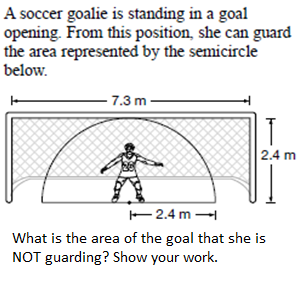 A soccer goalie is standing in a goal
opening. From this position, she can guard
the area represented by the semicircle
below.
7.3 m
2.4 m
2.4 m
What is the area of the goal that she is
NOT guarding? Show your work.